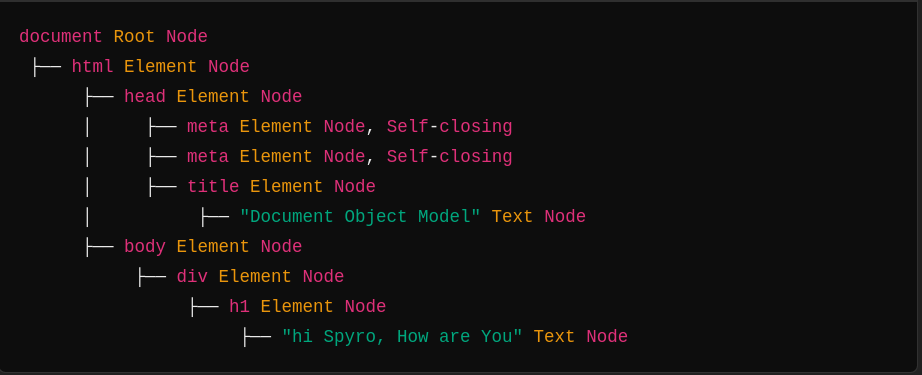 document Root Node
├── html Element Node
├── head Element Node
│ ├── meta Element Node, Self-closing
│ ├── meta Element Node, Self-closing
│ ├── title Element Node
│ ├── "Document Object Model" Text Node
├── body Element Node
├── div Element Node
├── h1 Element Node
├── "hi Spyro, How are You" Text Node